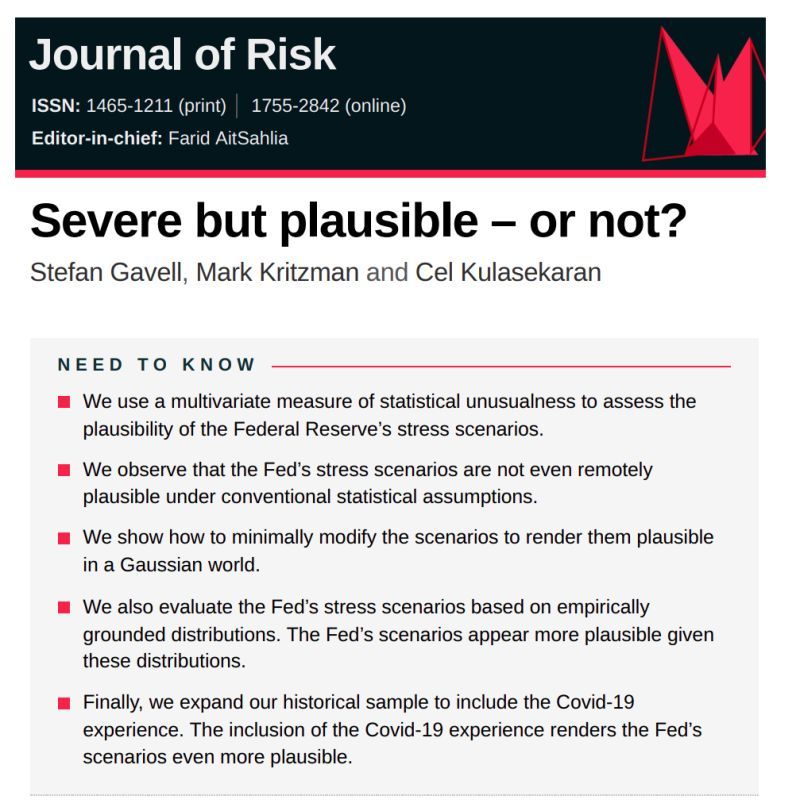 Journal of Risk
ISSN: 1465-1211 (print) | 1755-2842 (online)
Editor-in-chief: Farid AitSahlia
Severe but plausible – or not?
Stefan Gavell, Mark Kritzman and Cel Kulasekaran
NEED TO KNOW
We use a multivariate measure of statistical unusualness to assess the
plausibility of the Federal Reserve’s stress scenarios.
We observe that the Fed’s stress scenarios are not even remotely
plausible under conventional statistical assumptions.
We show how to minimally modify the scenarios to render them plausible
in a Gaussian world.
We also evaluate the Fed’s stress scenarios based on empirically
grounded distributions. The Fed’s scenarios appear more plausible given
these distributions.
Finally, we expand our historical sample to include the Covid-19
experience. The inclusion of the Covid-19 experience renders the Fed’s
scenarios even more plausible.